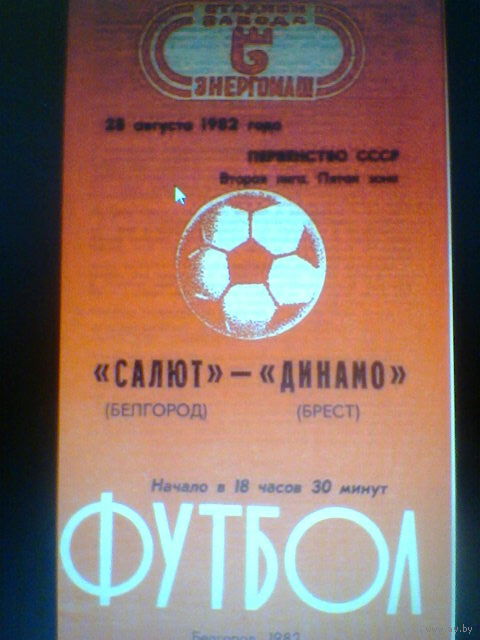 СТАДИОН
ЗАВОДА
ЭНЕРГОМАШ
28 августа 1982 года
ПЕРВЕНСТВО СССР
Вторая лига. Пятая зона
«САЛЮТ» — «ДИНАМО»
(БЕЛГОРОД) (БРЕСТ)
Начало в 18 часов 30 минут
ФУТБОЛ
Белгород 1982